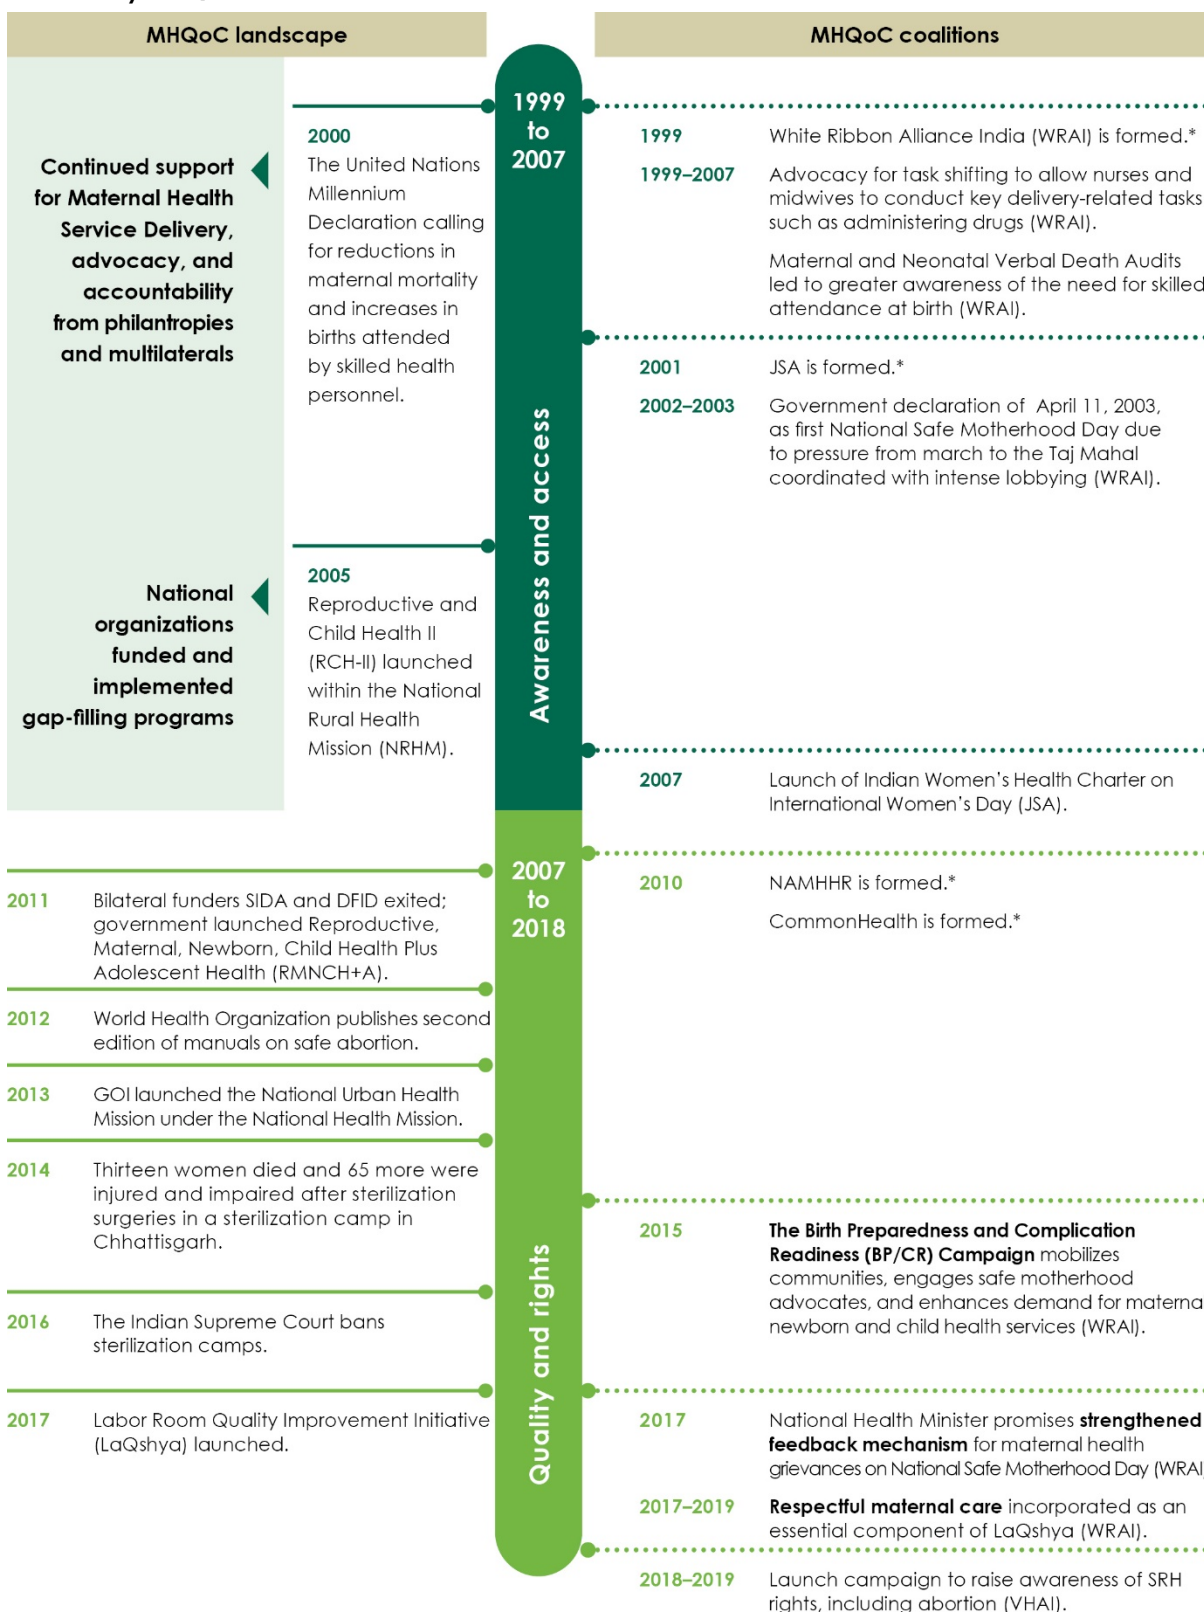 MHQoC landscape
MHQoC coalitions
Continued support
for Maternal Health
Service Delivery,
advocacy, and
accountability
from philantropies
and multilaterals
National
organizations
funded and
implemented
gap-filling programs
2000
The United Nations
Millennium
Declaration calling
for reductions in
maternal mortality
and increases in
births attended
by skilled health
personnel.
2005
Reproductive and
Child Health II
(RCH-II) launched
within the National
Rural Health
Mission (NRHM).
1999
to
2007
Awareness and access
1999 White Ribbon Alliance India (WRAI) is formed.*
1999–2007 Advocacy for task shifting to allow nurses and
midwives to conduct key delivery-related tasks
such as administering drugs (WRAI).
Maternal and Neonatal Verbal Death Audits
led to greater awareness of the need for skilled
attendance at birth (WRAI).
2001 JSA is formed.*
2002–2003 Government declaration of April 11, 2003,
as first National Safe Motherhood Day due
to pressure from march to the Taj Mahal
coordinated with intense lobbying (WRAI).
2007 Launch of Indian Women's Health Charter on
International Women's Day (JSA).
2011 Bilateral funders SIDA and DFID exited;
government launched Reproductive,
Maternal, Newborn, Child Health Plus
Adolescent Health (RMNCH+A).
2012 World Health Organization publishes second
edition of manuals on safe abortion.
2013 GOI launched the National Urban Health
Mission under the National Health Mission.
2014 Thirteen women died and 65 more were
injured and impaired after sterilization
surgeries in a sterilization camp in
Chhattisgarh.
2016 The Indian Supreme Court bans
sterilization camps.
2017 Labor Room Quality Improvement Initiative
(LaQshya) launched.
2007
to
2018
Quality and rights
2010 NAMHHR is formed.*
CommonHealth is formed.*
2015 The Birth Preparedness and Complication
Readiness (BP/CR) Campaign mobilizes
communities, engages safe motherhood
advocates, and enhances demand for materna
newborn and child health services (WRAI).
2017 National Health Minister promises strengthened
feedback mechanism for maternal health
grievances on National Safe Motherhood Day (WRAI
2017–2019 Respectful maternal care incorporated as an
essential component of LaQshya (WRAI).
2018–2019 Launch campaign to raise awareness of SRH
rights, including abortion (VHAI).